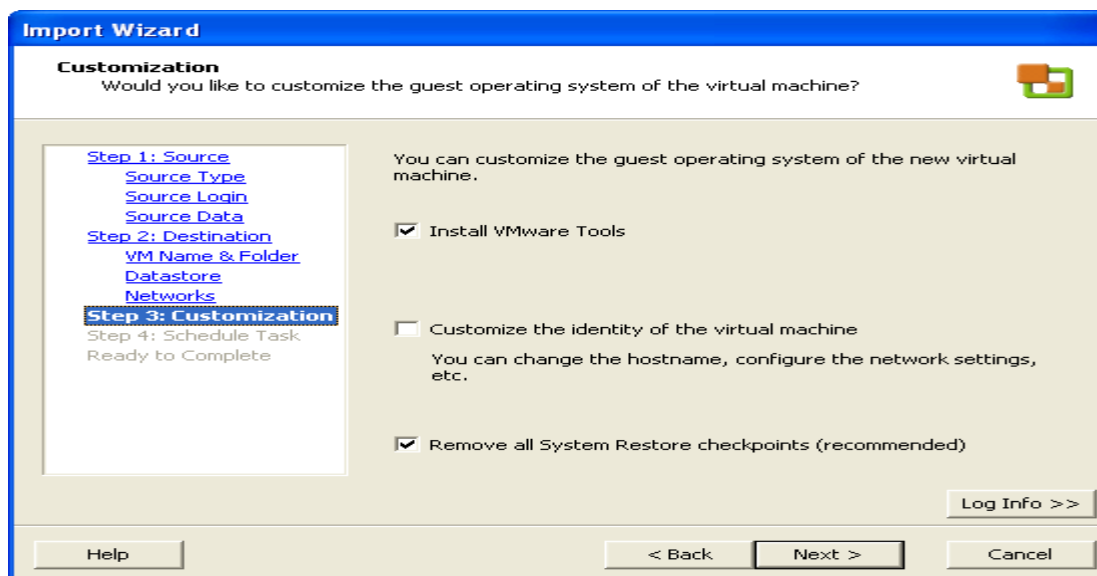 Import Wizard
Customization
Would you like to customize the guest operating system of the virtual machine?
Step 1: Source
Source Type
Source Login
Source Data
Step 2: Destination
VM Name & Folder
Datastore
Networks
Step 3: Customization
Step 4: Schedule Task
Ready to Complete
You can customize the guest operating system of the new virtual
machine.
Install VMware Tools
Customize the identity of the virtual machine
You can change the hostname, configure the network settings,
etc.
Remove all System Restore checkpoints (recommended)
Log Info >>
Help
< Back
Next >
Cancel